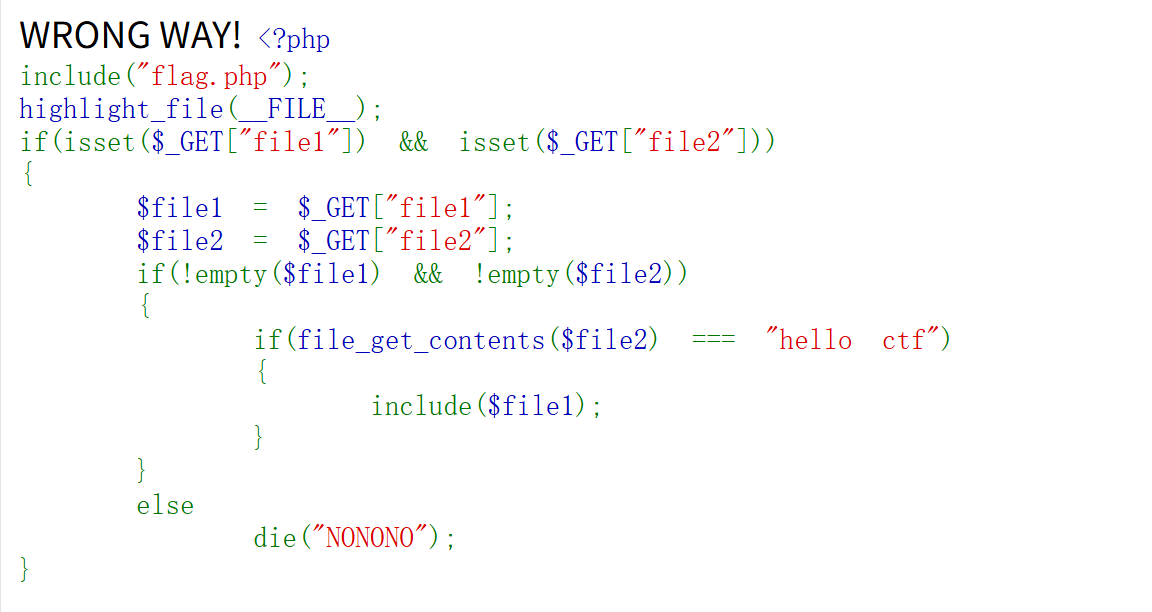 WRONG WAY! <?php
include("flag.php");
highlight_file(__FILE__);
if(isset($_GET["file1"]) && isset($_GET["file2"]))
{
        $file1 = $_GET["file1"];
        $file2 = $_GET["file2"];
        if(!empty($file1) && !empty($file2))
        {
                if(file_get_contents($file2) === "hello ctf")
                {
                        include($file1);
                }
        }
        else
                die("NONONO");
}